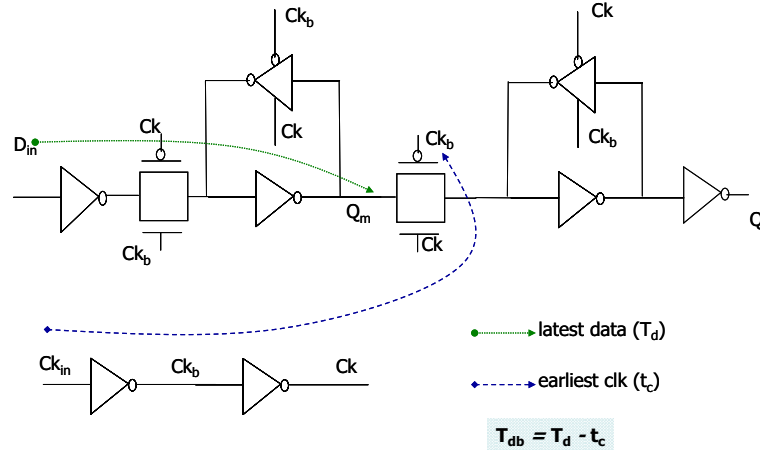 Ck
Ck_b
D_in
Ck
Ck
Ck_b
Ck_b
Q_m
Ck
Q
Ck_b
latest data (T_d)
Ck_in
Ck_b
Ck
earliest clk (t_c)
T_db = T_d - t_c